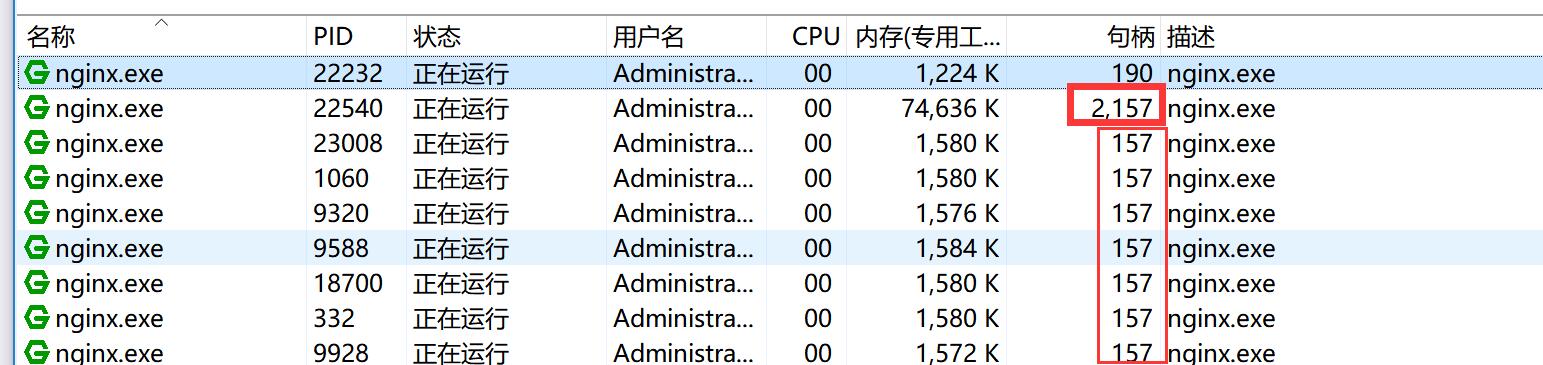 名称 PID 状态 用户名 CPU 内存(专用工... 句柄 描述
nginx.exe 22232 正在运行 Administra... 00 1,224 K 190 nginx.exe
nginx.exe 22540 正在运行 Administra... 00 74,636 K 2,157 nginx.exe
nginx.exe 23008 正在运行 Administra... 00 1,580 K 157 nginx.exe
nginx.exe 1060 正在运行 Administra... 00 1,580 K 157 nginx.exe
nginx.exe 9320 正在运行 Administra... 00 1,576 K 157 nginx.exe
nginx.exe 9588 正在运行 Administra... 00 1,584 K 157 nginx.exe
nginx.exe 18700 正在运行 Administra... 00 1,580 K 157 nginx.exe
nginx.exe 332 正在运行 Administra... 00 1,580 K 157 nginx.exe
nginx.exe 9928 正在运行 Administra... 00 1,572 K 157 nginx.exe